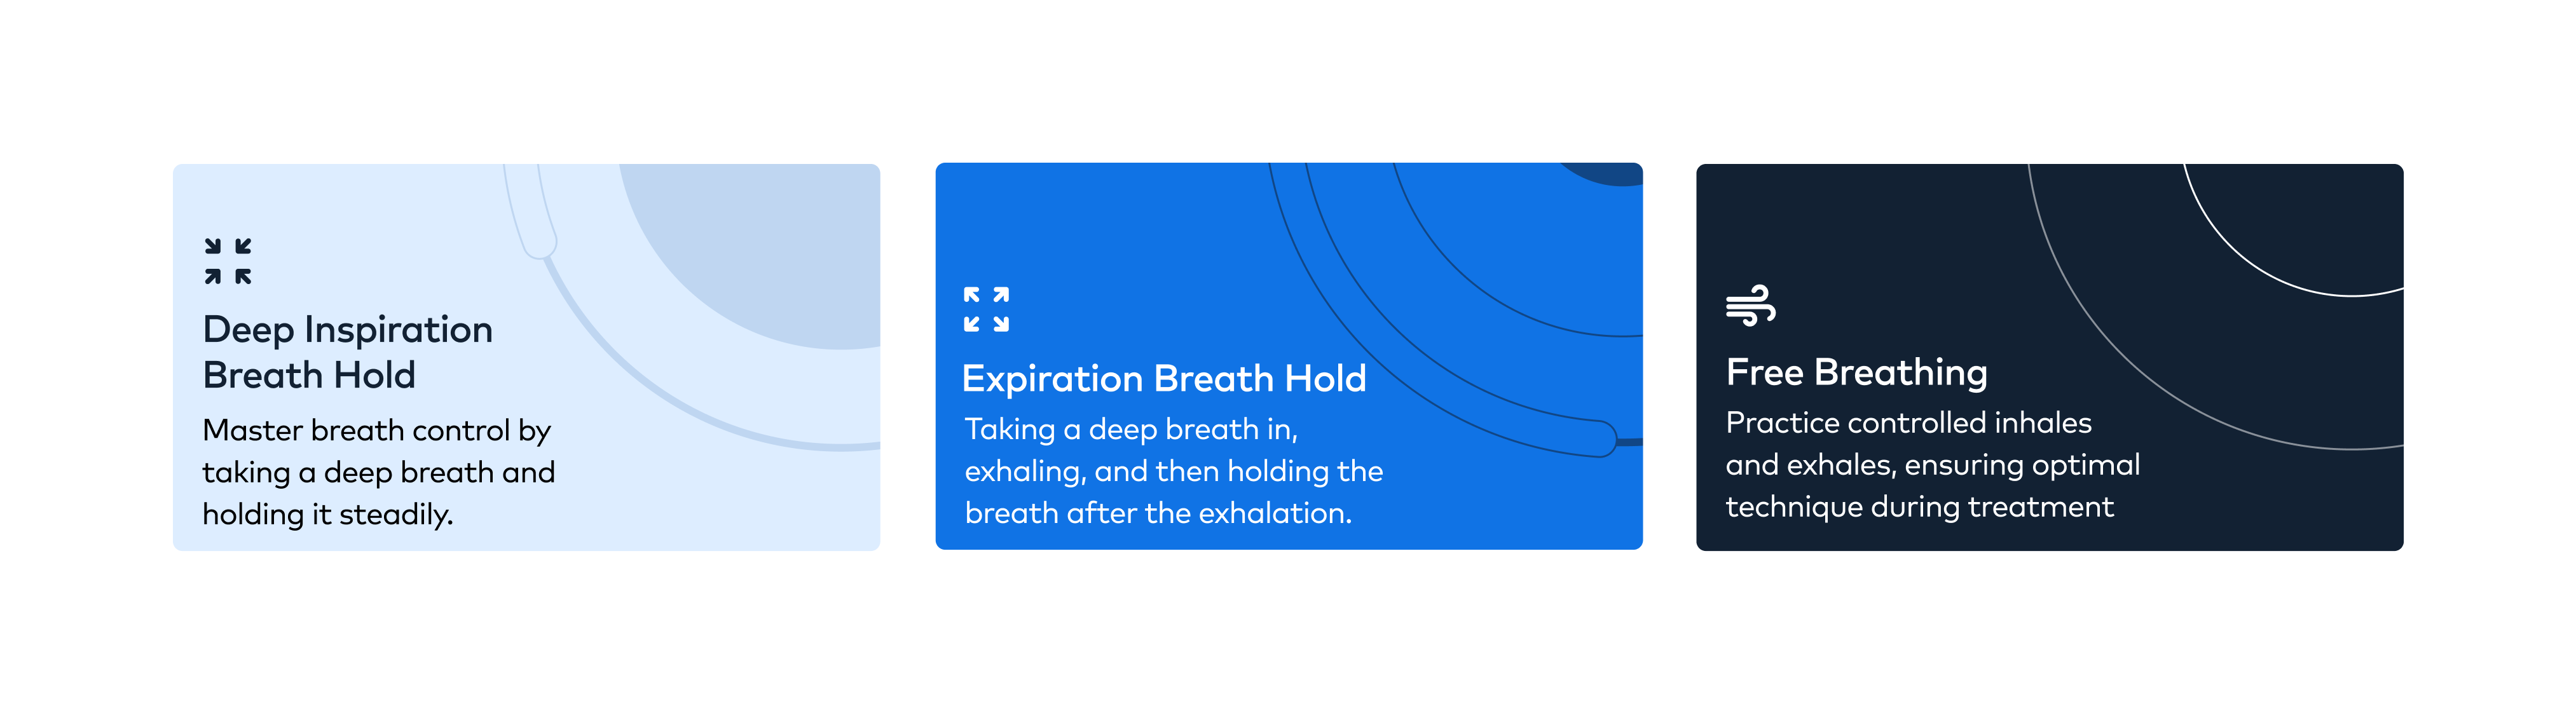 Deep Inspiration
Breath Hold
Master breath control by
taking a deep breath and
holding it steadily.
Expiration Breath Hold
Taking a deep breath in,
exhaling, and then holding the
breath after the exhalation.
Free Breathing
Practice controlled inhales
and exhales, ensuring optimal
technique during treatment